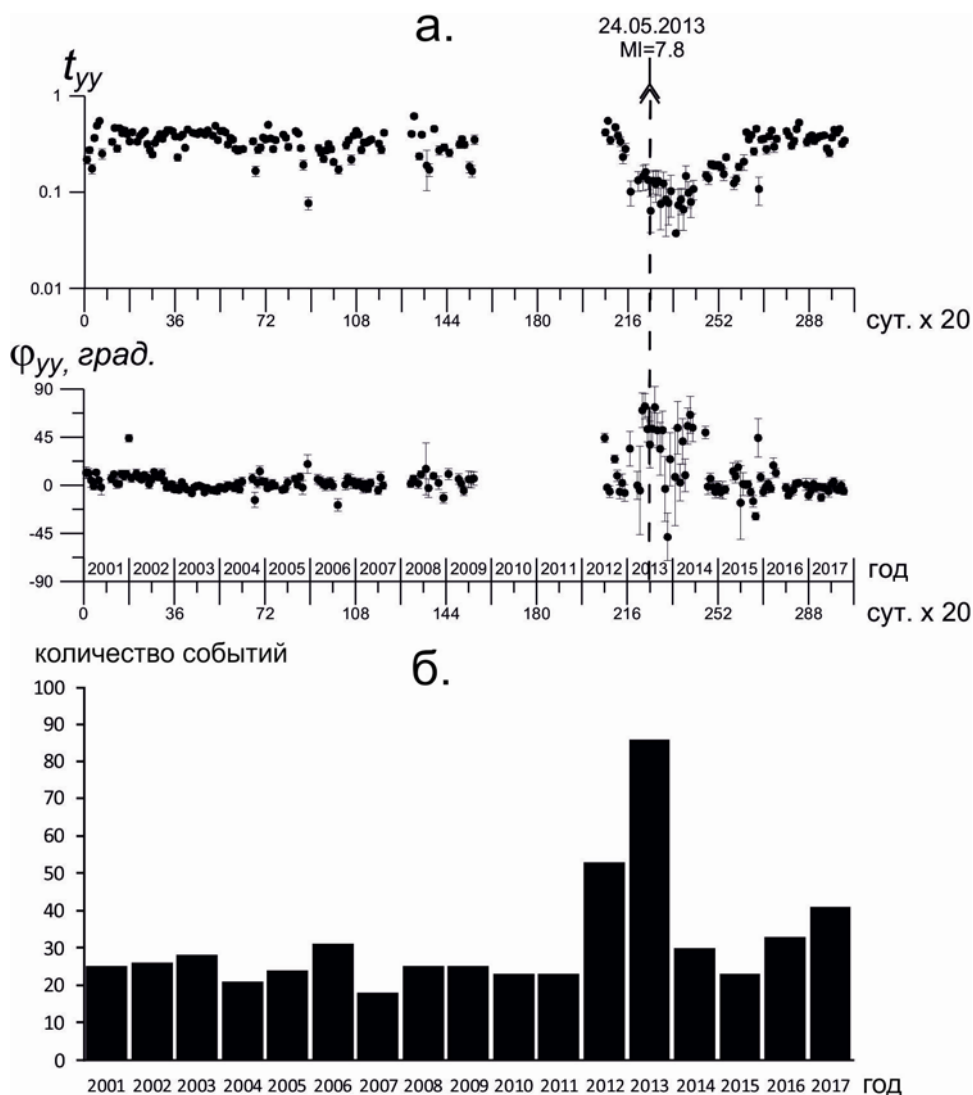 а.
24.05.2013
Ml=7.8
tyy
1
0.1
0.01
0 36 72 108 144 180 216 252 288 сут. x 20
φyy, град.
90
45
0
-45
-90
2001 2002 2003 2004 2005 2006 2007 2008 2009 2010 2011 2012 2013 2014 2015 2016 2017 год
0 36 72 108 144 180 216 252 288 сут. x 20
количество событий
б.
100
90
80
70
60
50
40
30
20
10
0
2001 2002 2003 2004 2005 2006 2007 2008 2009 2010 2011 2012 2013 2014 2015 2016 2017 год